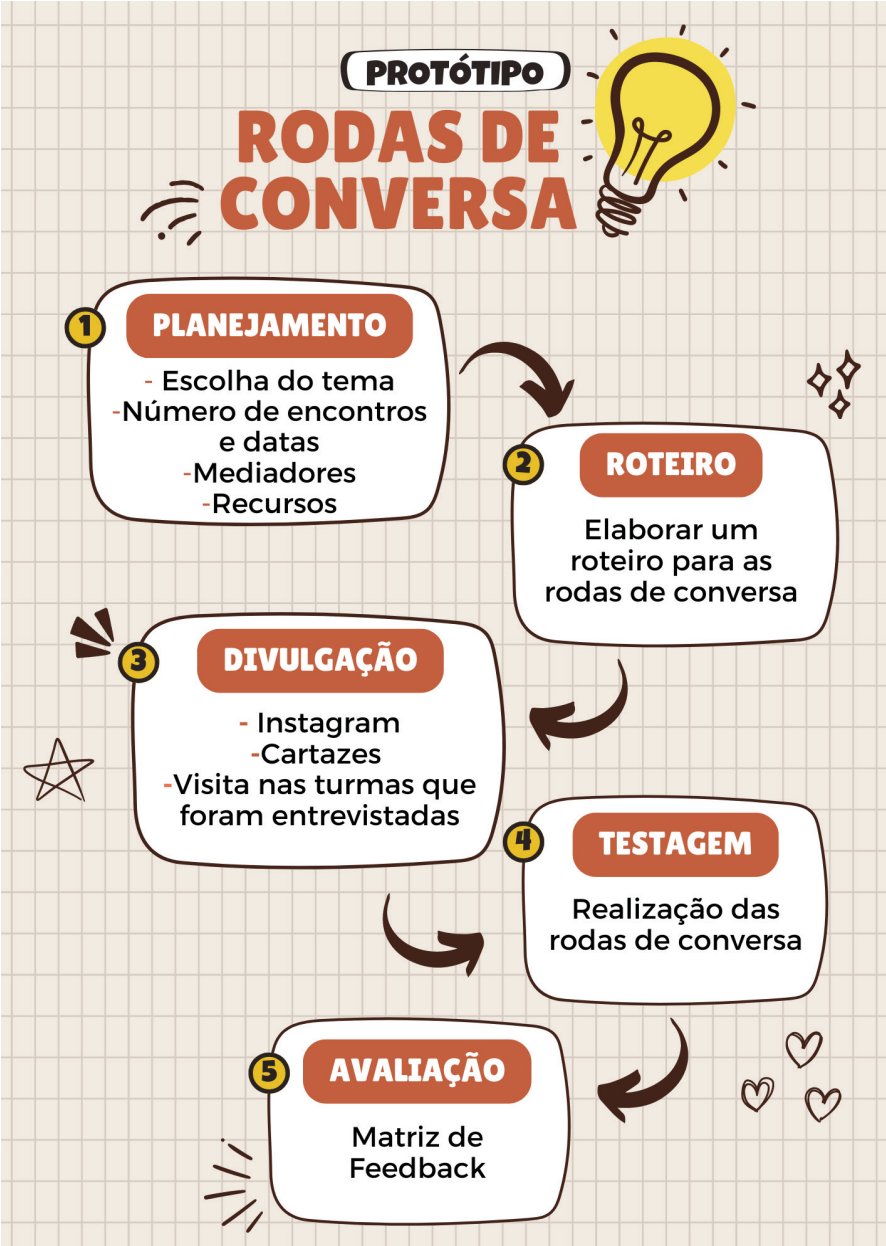 PROTÓTIPO
RODAS DE
CONVERSA
1
PLANEJAMENTO
- Escolha do tema
-Número de encontros
e datas
-Mediadores
-Recursos
2
ROTEIRO
Elaborar um
roteiro para as
rodas de conversa
3
DIVULGAÇÃO
- Instagram
-Cartazes
-Visita nas turmas que
foram entrevistadas
4
TESTAGEM
Realização das
rodas de conversa
5
AVALIAÇÃO
Matriz de
Feedback